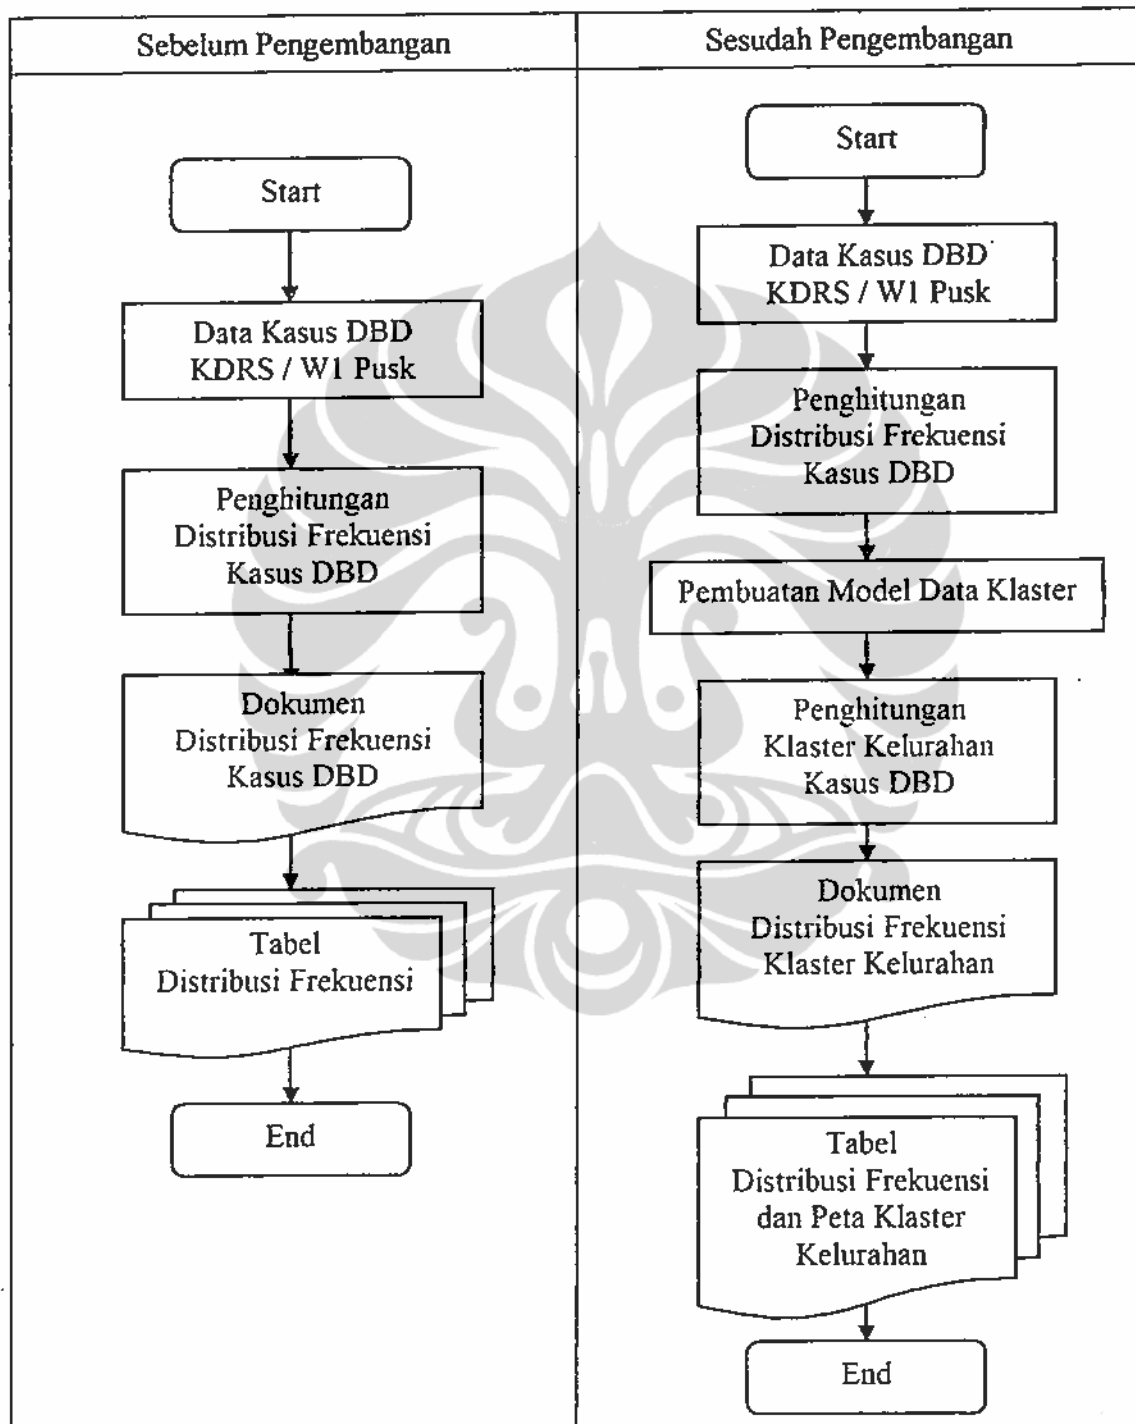 Sebelum Pengembangan
Start
Data Kasus DBD
KDRS / W1 Pusk
Penghitungan
Distribusi Frekuensi
Kasus DBD
Dokumen
Distribusi Frekuensi
Kasus DBD
Tabel
Distribusi Frekuensi
End
Sesudah Pengembangan
Start
Data Kasus DBD
KDRS / W1 Pusk
Penghitungan
Distribusi Frekuensi
Kasus DBD
Pembuatan Model Data Klaster
Penghitungan
Klaster Kelurahan
Kasus DBD
Dokumen
Distribusi Frekuensi
Klaster Kelurahan
Tabel
Distribusi Frekuensi
dan Peta Klaster
Kelurahan
End